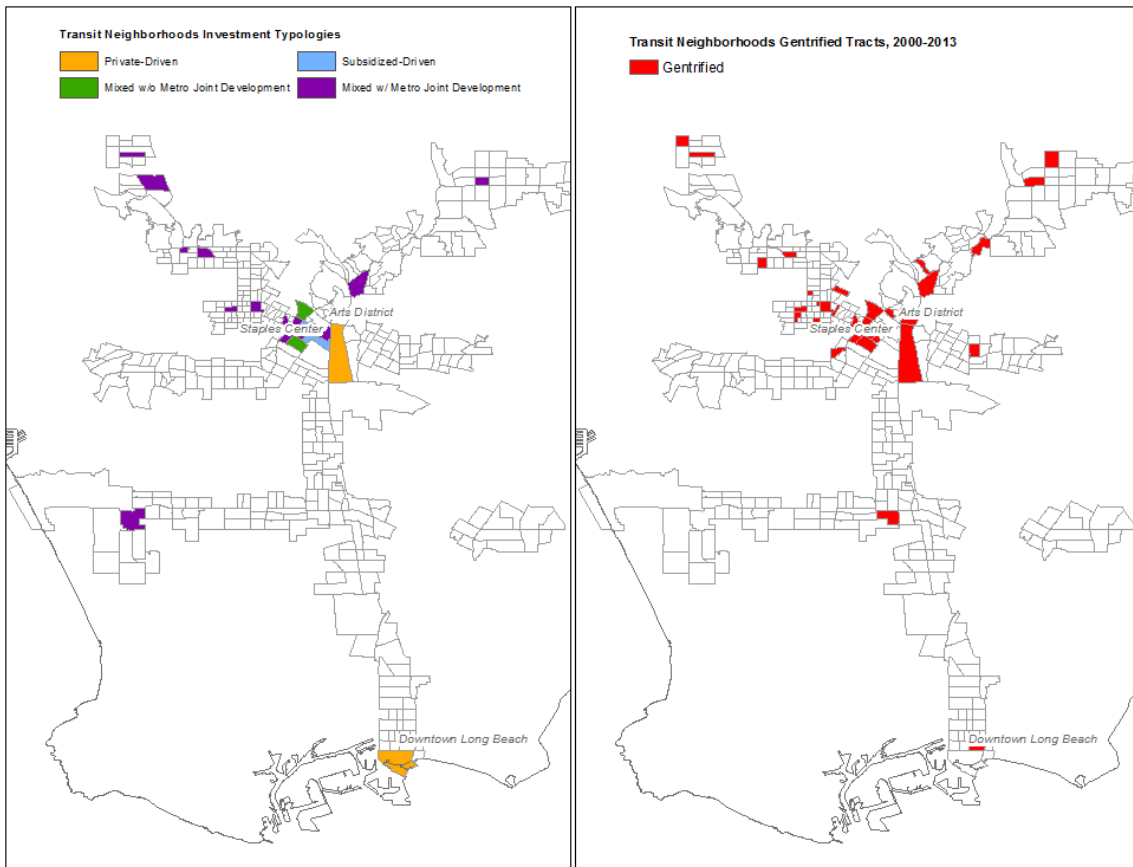 Transit Neighborhoods Investment Typologies
Private-Driven
Subsidized-Driven
Mixed w/o Metro Joint Development
Mixed w/ Metro Joint Development
Arts District
Staples Center
Downtown Long Beach
Transit Neighborhoods Gentrified Tracts, 2000-2013
Gentrified
Arts District
Staples Center
Downtown Long Beach